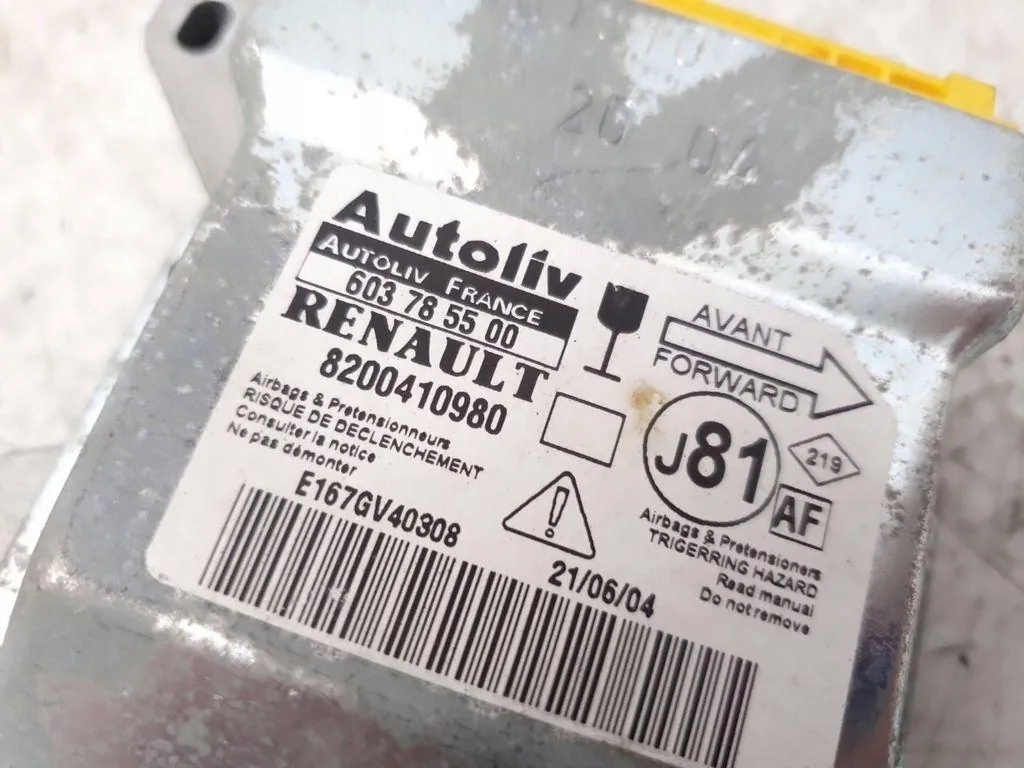 20 04
Autoliv
AUTOLIV FRANCE
603 78 55 00
RENAULT
8200410980
Airbags & Pretensionneurs
RISQUE DE DECLENCHEMENT
Consulter la notice
Ne pas démonter
E167GV40308
21/06/04
AVANT
FORWARD
J81
219
AF
Airbags & Pretensioners
TRIGERRING HAZARD
Read manual
Do not remove